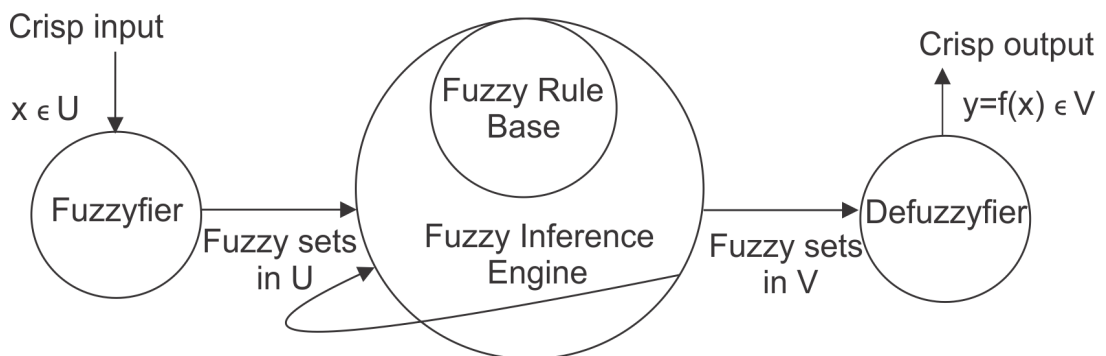 Crisp input
x ϵ U
Fuzzyfier
Fuzzy sets
in U
Fuzzy Rule
Base
Fuzzy Inference
Engine
Fuzzy sets
in V
Crisp output
y=f(x) ϵ V
Defuzzyfier